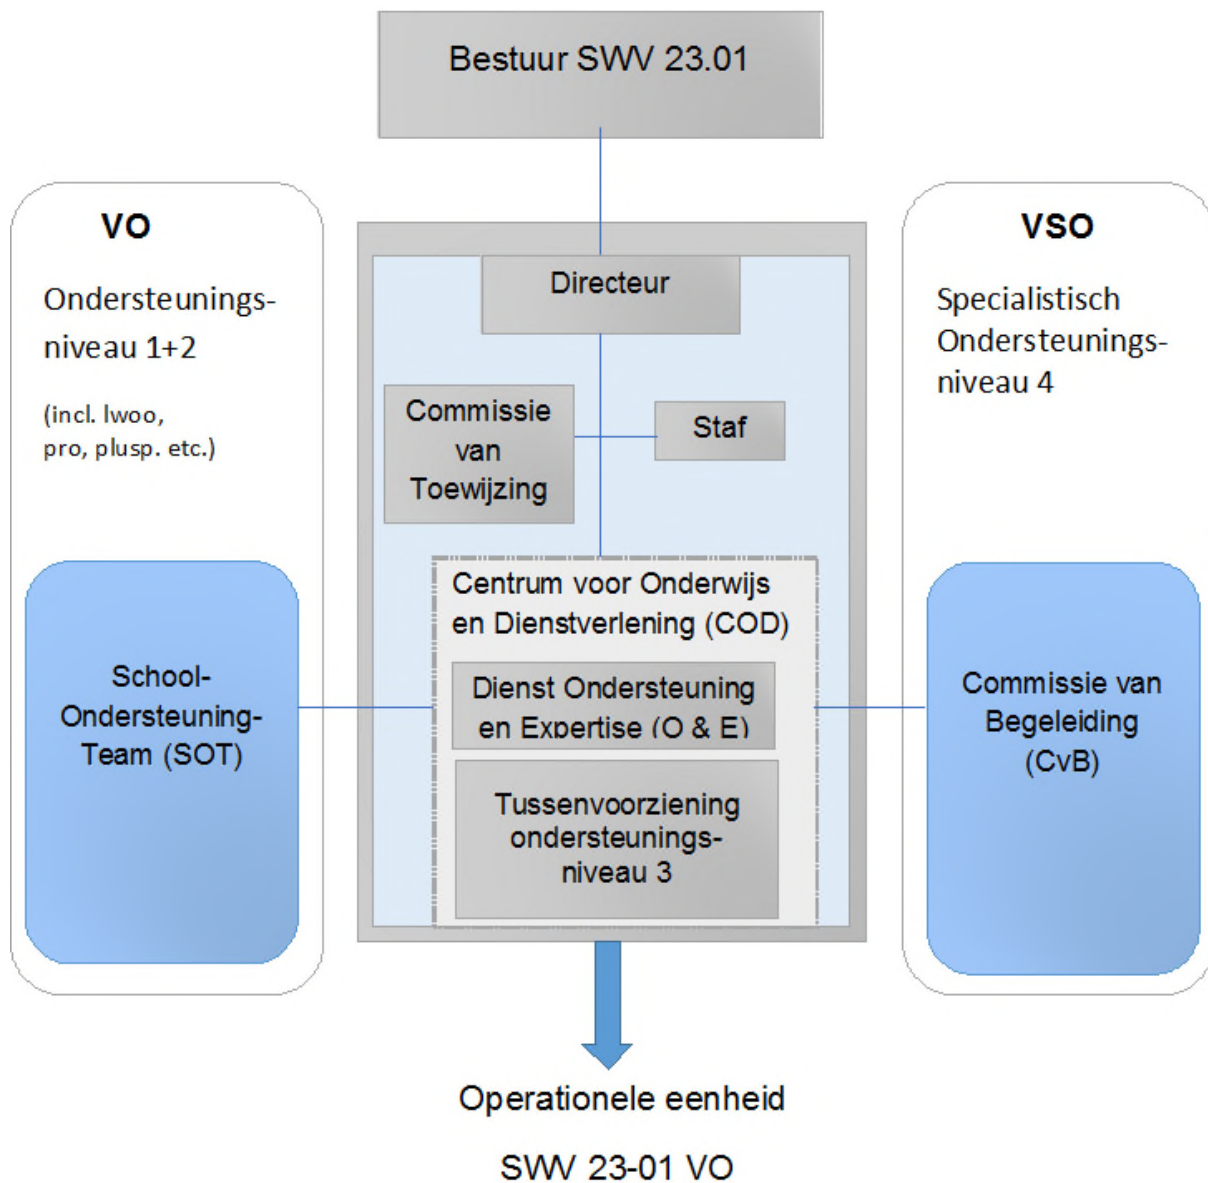 Bestuur SWV 23.01
VO
Ondersteunings-
niveau 1+2
(incl. lwoo,
pro, plusp. etc.)
School-
Ondersteuning-
Team (SOT)
Directeur
Commissie
van
Toewijzing
Staf
Centrum voor Onderwijs
en Dienstverlening (COD)
Dienst Ondersteuning
en Expertise (O & E)
Tussenvoorziening
ondersteunings-
niveau 3
VSO
Specialistisch
Ondersteunings-
niveau 4
Commissie van
Begeleiding
(CvB)
Operationele eenheid
SWV 23-01 VO